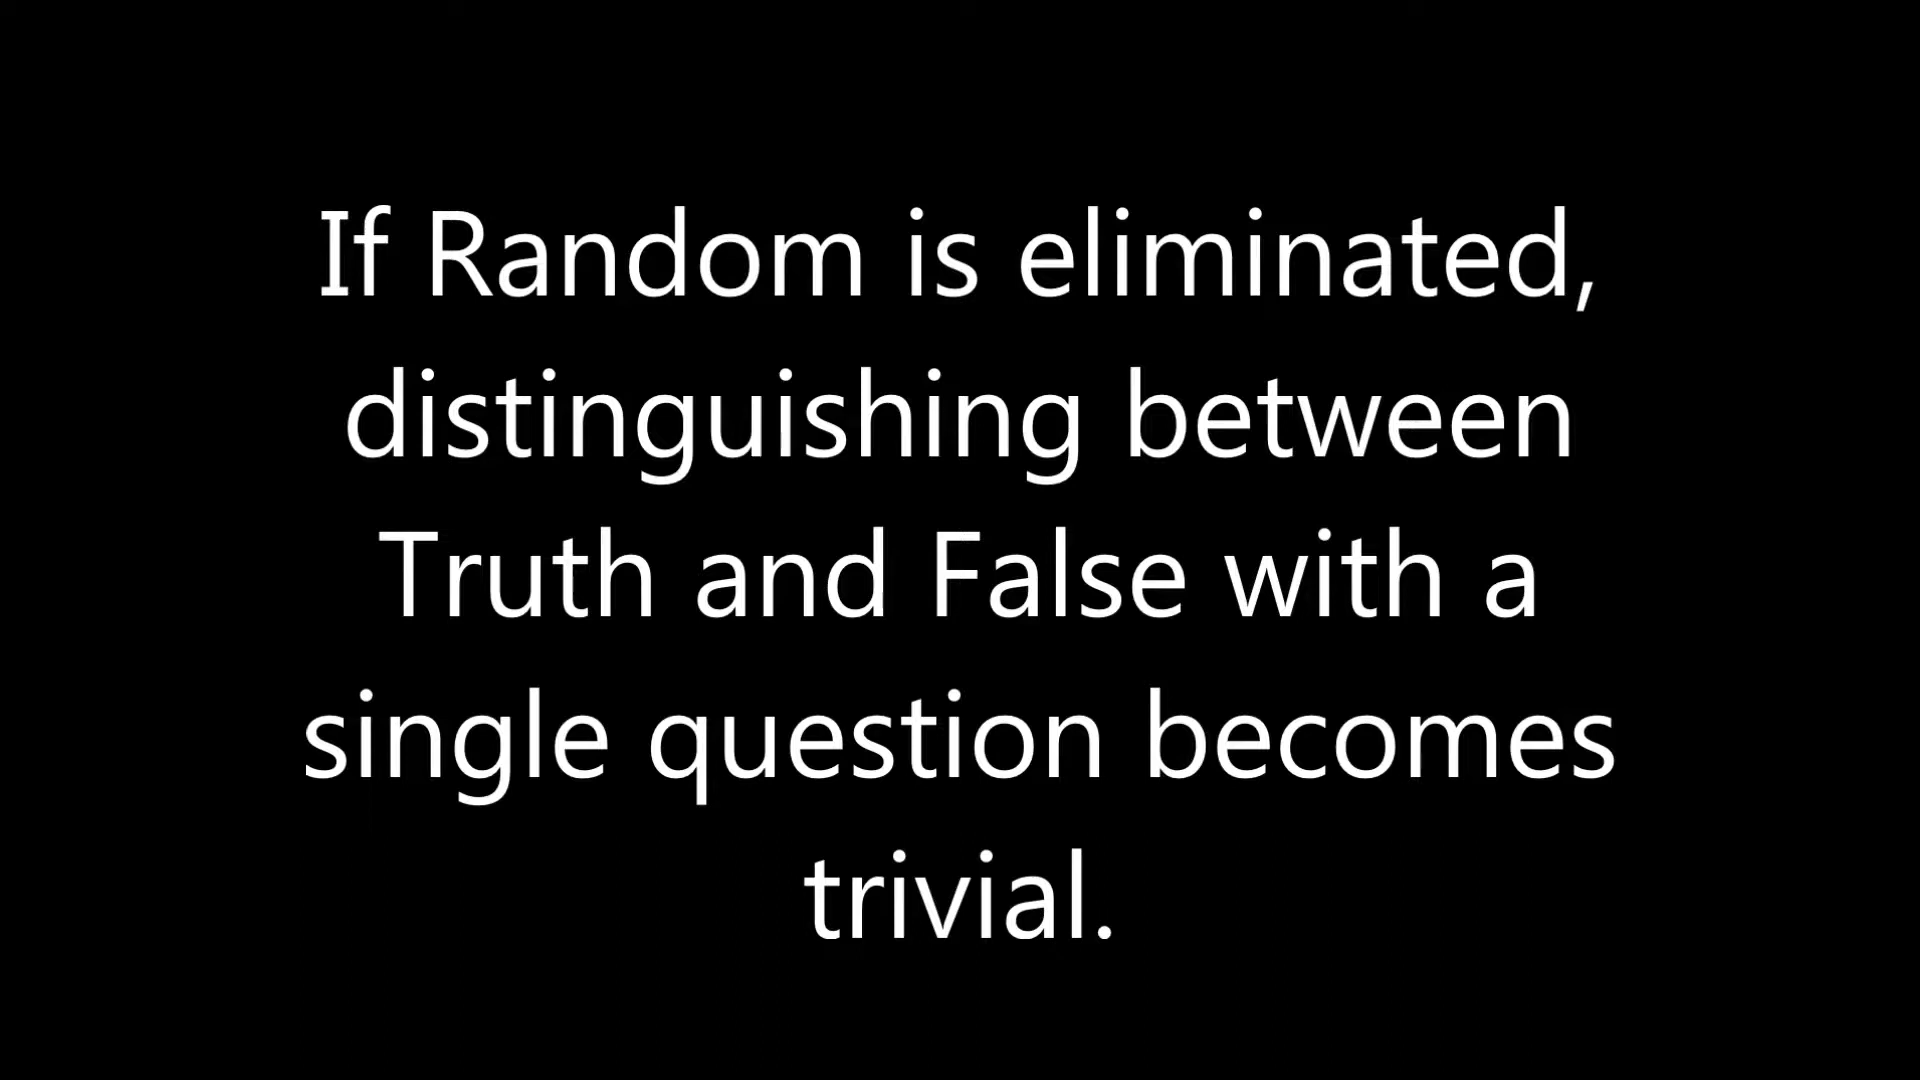 If Random is eliminated,
distinguishing between
Truth and False with a
single question becomes
trivial.